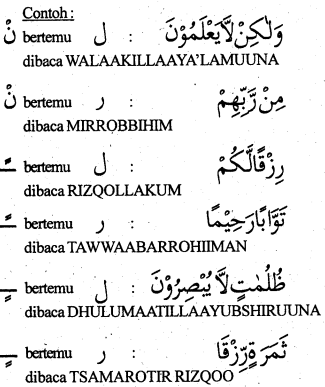 Contoh :
نْ bertemu ل : وَلٰكِنْ لَّا يَعْلَمُوْنَ
dibaca WALAAKILLAAYA'LAMUUNA
نْ bertemu ر : مِنْ رَّبِّهِمْ
dibaca MIRROBBIHIM
ـً bertemu ل : رِزْقًا لَّكُمْ
dibaca RIZQOLLAKUM
ـً bertemu ر : تَوَّابًا رَّحِيْمًا
dibaca TAWWAABARROHIIMAN
ـٍ bertemu ل : ظُلُمٰتٍ لَّا يُبْصِرُوْنَ
dibaca DHULUMAATILLAAYUBSHIRUUNA
ـٍ bertemu ر : ثَمَرَةٍ رِّزْقًا
dibaca TSAMAROTIR RIZQOO